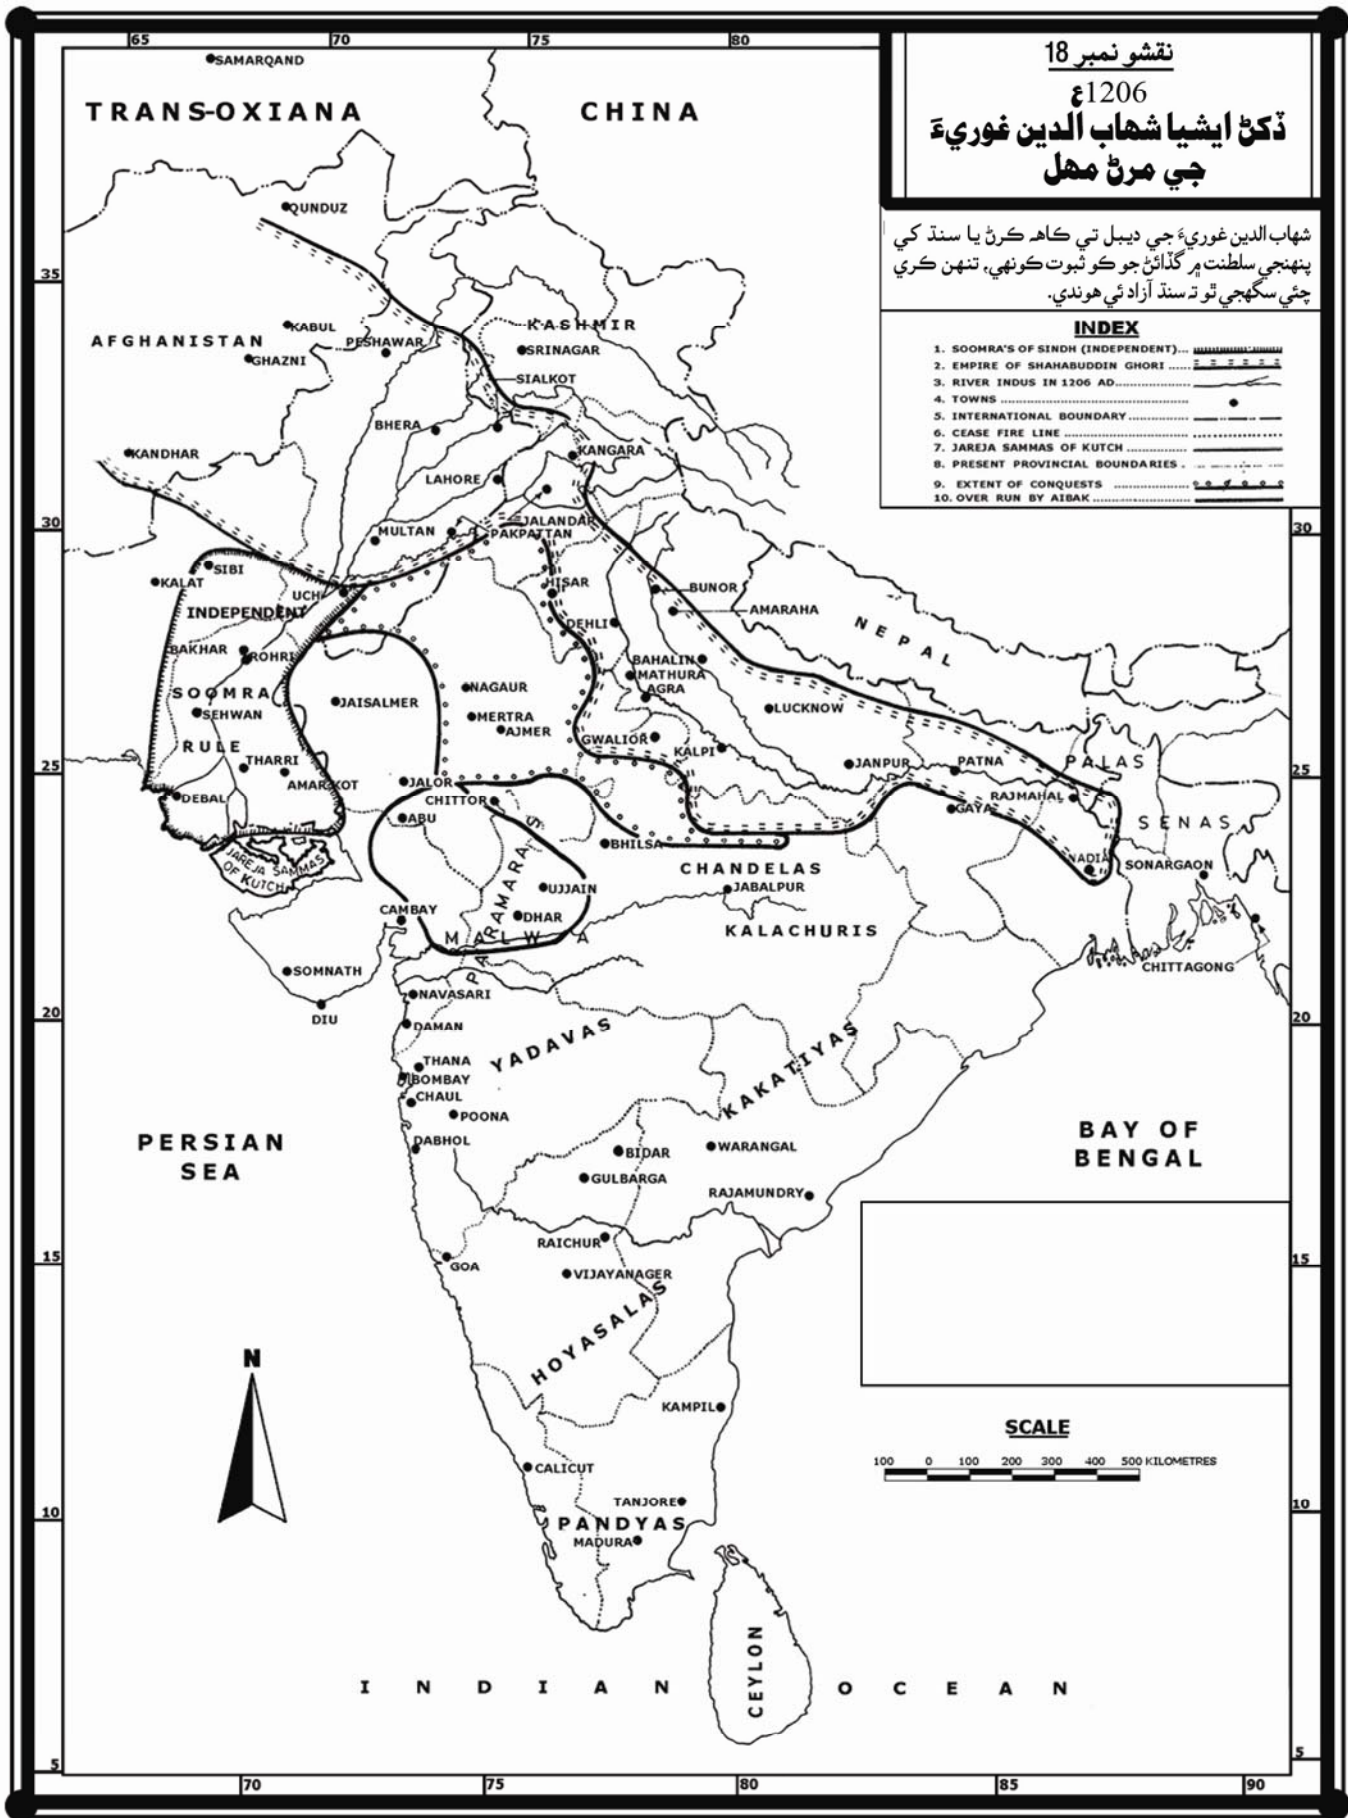 65 70 75 80
نقشو نمبر 18
1206ع
ڏکڻ ايشيا شهاب الدين غوريءَ
جي مرڻ مهل
شهاب الدين غوريءَ جي ديبل تي ڪاهه ڪرڻ يا سنڌ کي
پنهنجي سلطنت ۾ گڏائڻ جو ڪو ثبوت ڪونهي، تنهن ڪري
چئي سگهجي ٿو ته سنڌ آزاد ئي هوندي.
INDEX
1. SOOMRA'S OF SINDH (INDEPENDENT)...
2. EMPIRE OF SHAHABUDDIN GHORI ......
3. RIVER INDUS IN 1206 AD..................
4. TOWNS ..........................................
5. INTERNATIONAL BOUNDARY..............
6. CEASE FIRE LINE ............................
7. JAREJA SAMMAS OF KUTCH ..............
8. PRESENT PROVINCIAL BOUNDARIES .
9. EXTENT OF CONQUESTS ................
10. OVER RUN BY AIBAK ......................
SAMARQAND
TRANS-OXIANA
CHINA
QUNDUZ
35
KABUL
KASHMIR
AFGHANISTAN
PESHAWAR
GHAZNI
SRINAGAR
SIALKOT
BHERA
KANDHAR
KANGARA
LAHORE
30
30
JALANDAR
MULTAN
PAKPATTAN
SIBI
KALAT
HISAR
BUNOR
UCH
INDEPENDENT
AMARAHA
DEHLI
NEPAL
BAKHAR
ROHRI
BAHALIN
MATHURA
AGRA
SOOMRA
NAGAUR
JAISALMER
SEHWAN
LUCKNOW
MERTRA
AJMER
GWALIOR
RULE
KALPI
THARRI
JANPUR
PATNA
PALAS
25
25
JALOR
AMARKOT
DEBAL
CHITTOR
RAJMAHAL
GAYA
ABU
SENAS
BHILSA
JAREJA SAMMAS
OF KUTCH
NADIA
SONARGAON
CHANDELAS
PARAMARAS
UJJAIN
JABALPUR
CAMBAY
DHAR
MALWA
KALACHURIS
SOMNATH
CHITTAGONG
NAVASARI
20
20
DIU
DAMAN
YADAVAS
KAKATIYAS
THANA
BOMBAY
CHAUL
POONA
PERSIAN
SEA
BAY OF
BENGAL
DABHOL
BIDAR
WARANGAL
GULBARGA
RAJAMUNDRY
RAICHUR
15
15
GOA
VIJAYANAGER
HOYASALAS
N
KAMPIL
SCALE
100 0 100 200 300 400 500 KILOMETRES
CALICUT
TANJORE
10
10
PANDYAS
MADURA
CEYLON
INDIAN OCEAN
5
5
70 75 80 85 90